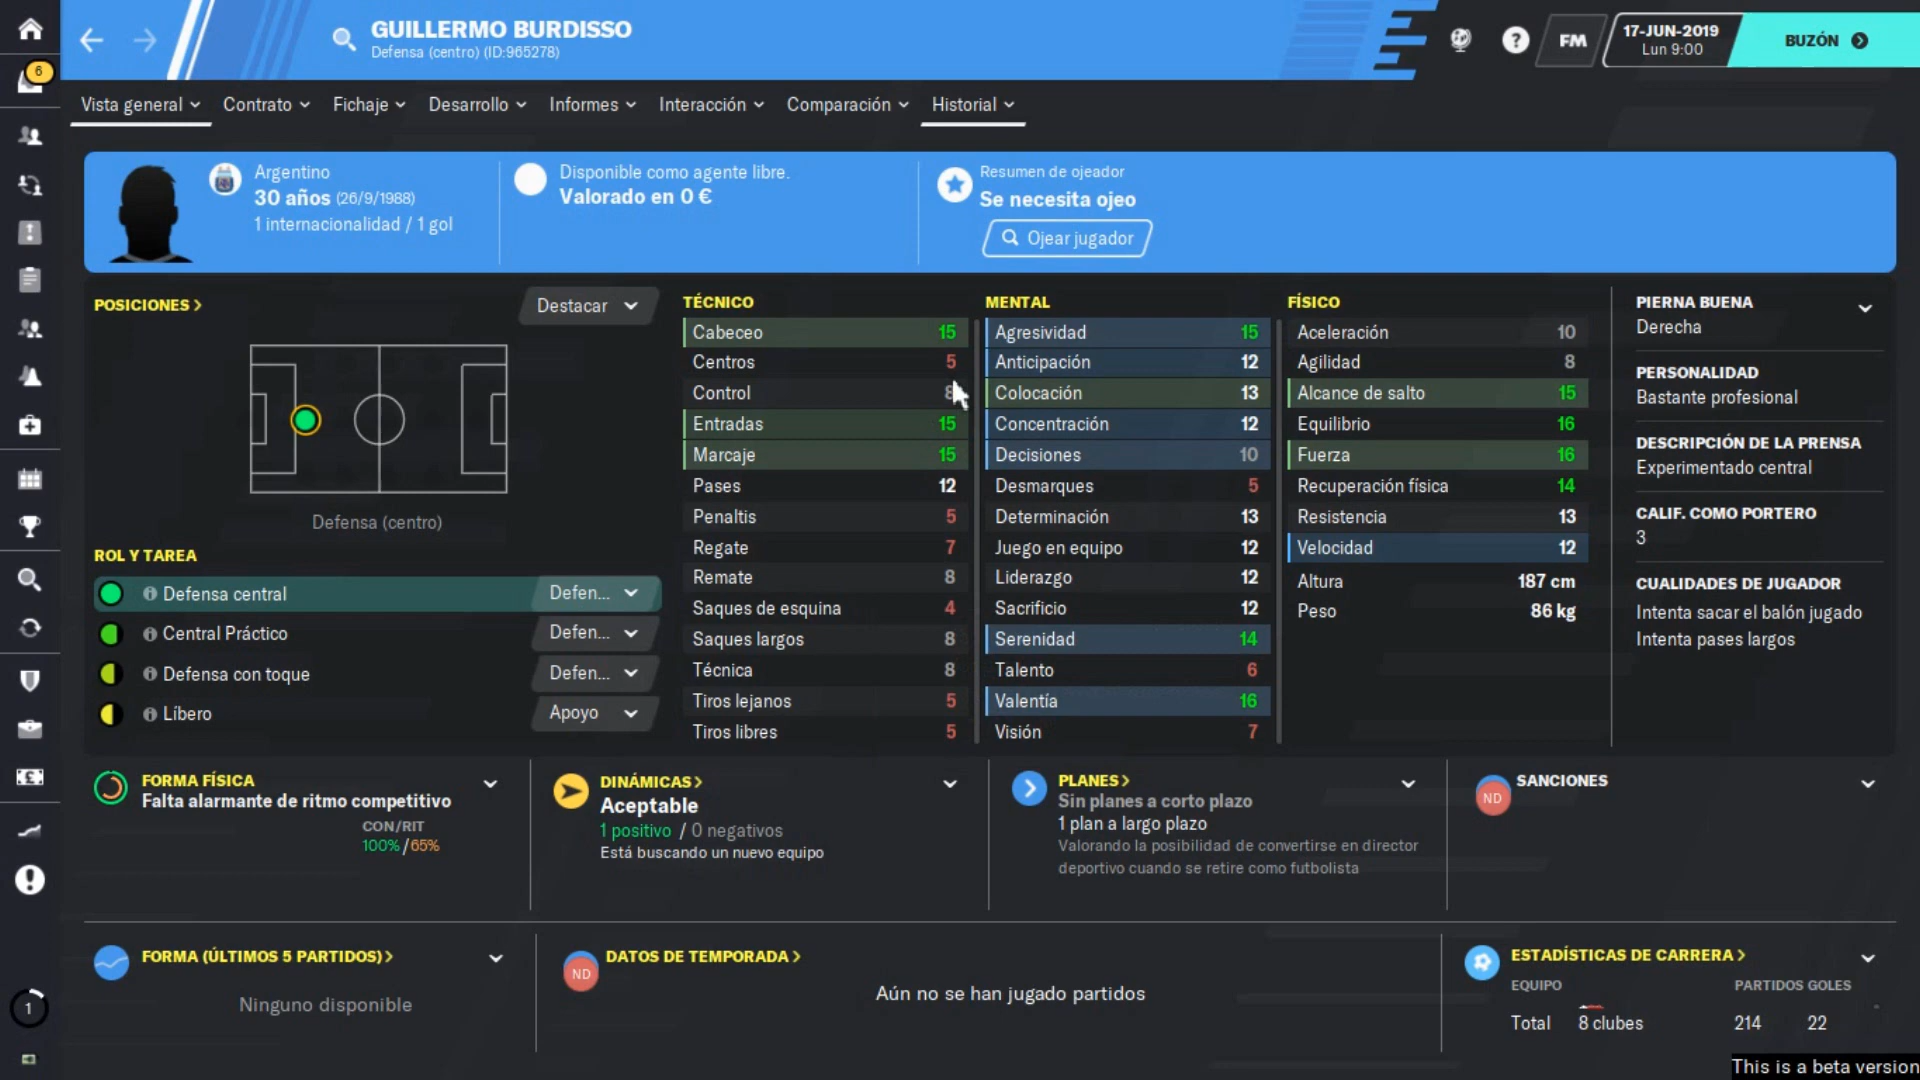 GUILLERMO BURDISSO
Defensa (centro) (ID:965278)
FM
17-JUN-2019
Lun 9:00
BUZÓN
6
Vista general
Contrato
Fichaje
Desarrollo
Informes
Interacción
Comparación
Historial
Argentino
30 años (26/9/1988)
1 internacionalidad / 1 gol
Disponible como agente libre.
Valorado en 0 €
Resumen de ojeador
Se necesita ojeo
Ojear jugador
POSICIONES
Destacar
Defensa (centro)
ROL Y TAREA
Defensa central Defen...
Central Práctico Defen...
Defensa con toque Defen...
Líbero Apoyo
TÉCNICO
Cabeceo 15
Centros 5
Control 8
Entradas 15
Marcaje 15
Pases 12
Penaltis 5
Regate 7
Remate 8
Saques de esquina 4
Saques largos 8
Técnica 8
Tiros lejanos 5
Tiros libres 5
MENTAL
Agresividad 15
Anticipación 12
Colocación 13
Concentración 12
Decisiones 10
Desmarques 5
Determinación 13
Juego en equipo 12
Liderazgo 12
Sacrificio 12
Serenidad 14
Talento 6
Valentía 16
Visión 7
FÍSICO
Aceleración 10
Agilidad 8
Alcance de salto 15
Equilibrio 16
Fuerza 16
Recuperación física 14
Resistencia 13
Velocidad 12
Altura 187 cm
Peso 86 kg
PIERNA BUENA
Derecha
PERSONALIDAD
Bastante profesional
DESCRIPCIÓN DE LA PRENSA
Experimentado central
CALIF. COMO PORTERO
3
CUALIDADES DE JUGADOR
Intenta sacar el balón jugado
Intenta pases largos
FORMA FÍSICA
Falta alarmante de ritmo competitivo
CON/RIT
100% /65%
DINÁMICAS
Aceptable
1 positivo / 0 negativos
Está buscando un nuevo equipo
PLANES
Sin planes a corto plazo
1 plan a largo plazo
Valorando la posibilidad de convertirse en director
deportivo cuando se retire como futbolista
ND
SANCIONES
FORMA (ÚLTIMOS 5 PARTIDOS)
Ninguno disponible
ND
DATOS DE TEMPORADA
Aún no se han jugado partidos
ESTADÍSTICAS DE CARRERA
EQUIPO PARTIDOS GOLES
Total 8 clubes 214 22
1
This is a beta version